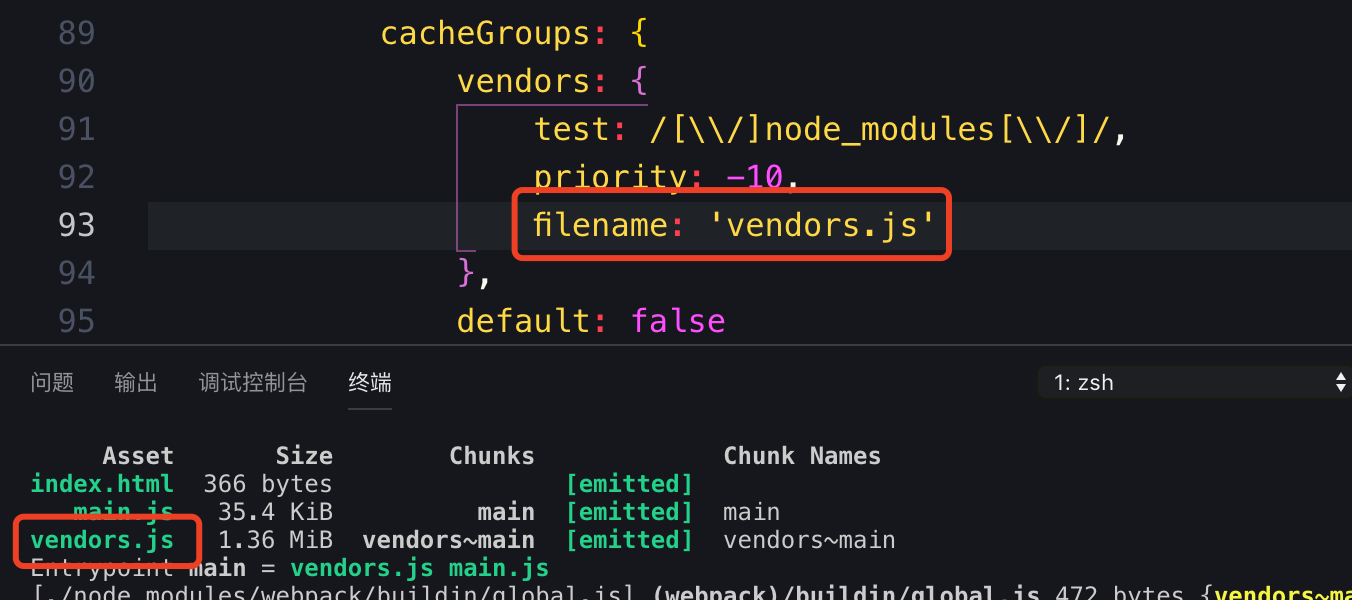 89 cacheGroups: {
90 vendors: {
91 test: /[\\/]node_modules[\\/]/,
92 priority: -10,
93 filename: 'vendors.js'
94 },
95 default: false
问题 输出 调试控制台 终端 1: zsh
Asset Size Chunks Chunk Names
index.html 366 bytes [emitted]
main.js 35.4 KiB main [emitted] main
vendors.js 1.36 MiB vendors~main [emitted] vendors~main
Entrypoint main = vendors.js main.js
[./node_modules/webpack/buildin/global.js] (webpack)/buildin/global.js 472 bytes {vendors~ma